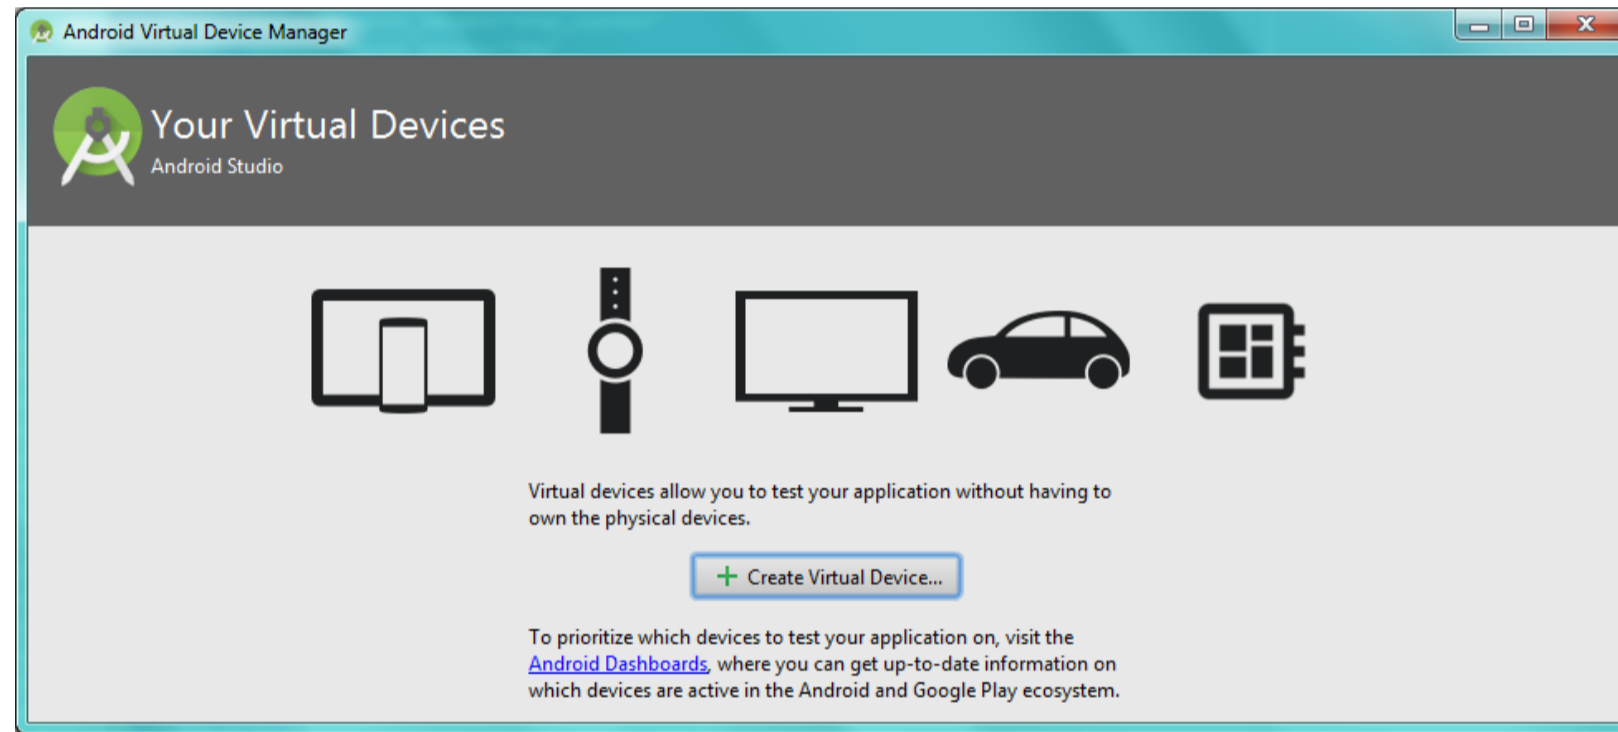 Android Virtual Device Manager
Your Virtual Devices
Android Studio
Virtual devices allow you to test your application without having to
own the physical devices.
Create Virtual Device...
To prioritize which devices to test your application on, visit the
Android Dashboards, where you can get up-to-date information on
which devices are active in the Android and Google Play ecosystem.